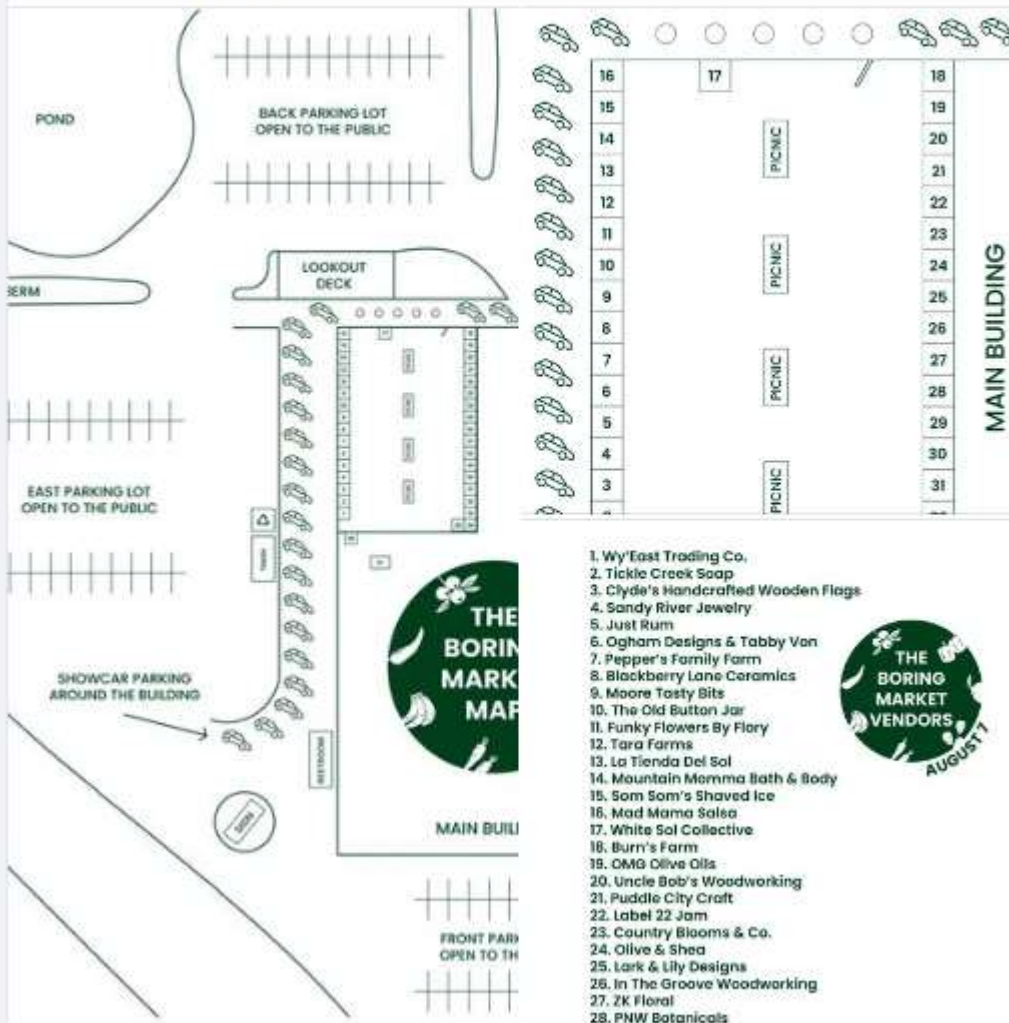 POND
BACK PARKING LOT
OPEN TO THE PUBLIC
LOOKOUT
DECK
BERM
EAST PARKING LOT
OPEN TO THE PUBLIC
SHOWCAR PARKING
AROUND THE BUILDING
RESTROOM
SIGN
THE
BORIN
MARK
MAP
MAIN BUIL
FRONT PARK
OPEN TO TH
16
15
14
13
12
11
10
9
8
7
6
5
4
3
17
PICNIC
PICNIC
PICNIC
PICNIC
18
19
20
21
22
23
24
25
26
27
28
29
30
31
MAIN BUILDING
1. Wy'East Trading Co.
2. Tickle Creek Soap
3. Clyde's Handcrafted Wooden Flags
4. Sandy River Jewelry
5. Just Rum
6. Ogham Designs & Tabby Von
7. Pepper's Family Farm
8. Blackberry Lane Ceramics
9. Moore Tasty Bits
10. The Old Button Jar
11. Funky Flowers By Flory
12. Tara Farms
13. La Tienda Del Sol
14. Mountain Momma Bath & Body
15. Som Som's Shaved Ice
16. Mad Mama Salsa
17. White Sol Collective
18. Burn's Farm
19. OMG Olive Oils
20. Uncle Bob's Woodworking
21. Puddle City Craft
22. Label 22 Jam
23. Country Blooms & Co.
24. Olive & Shea
25. Lark & Lily Designs
26. In The Groove Woodworking
27. ZK Floral
28. PNW Botanicals
THE
BORING
MARKET
VENDORS
AUGUST 7